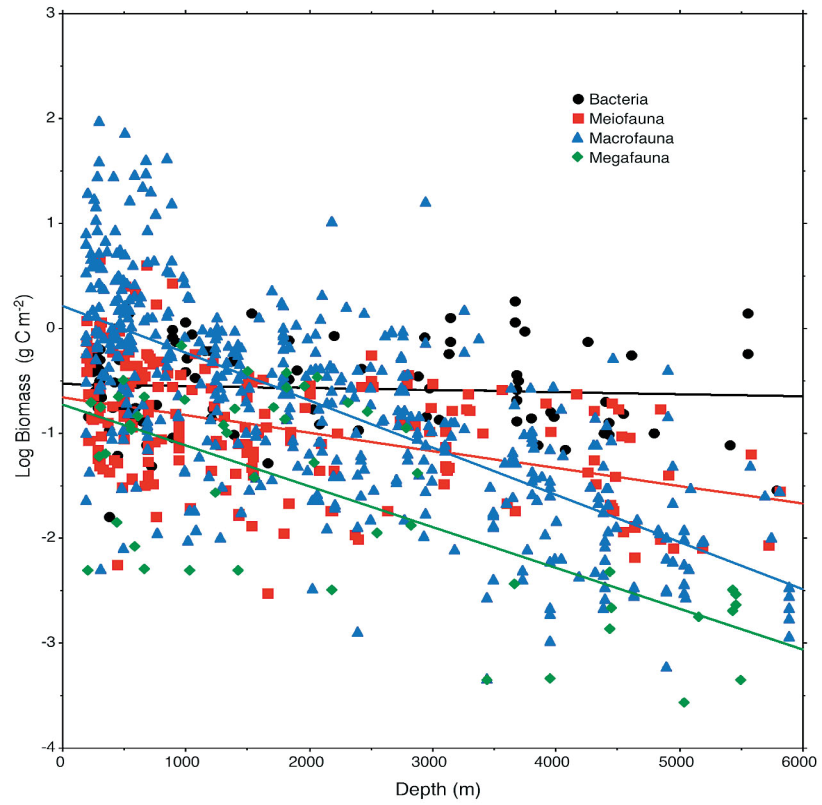 3
2
1
0
-1
-2
-3
-4
Log Biomass (g C m-2)
Bacteria
Meiofauna
Macrofauna
Megafauna
0 1000 2000 3000 4000 5000 6000
Depth (m)